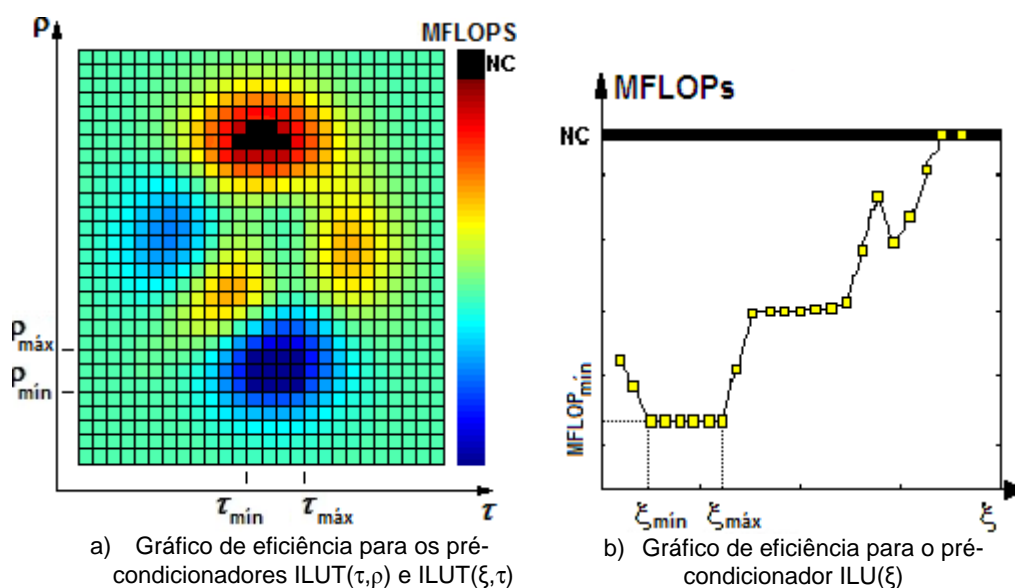 ρ
MFLOPS
NC
ρmáx
ρmín
τmín
τmáx
τ
MFLOPs
NC
MFLOPmín
ξmín
ξmáx
ξ
a) Gráfico de eficiência para os pré-
condicionadores ILUT(τ,ρ) e ILUT(ξ,τ)
b) Gráfico de eficiência para o pré-
condicionador ILU(ξ)